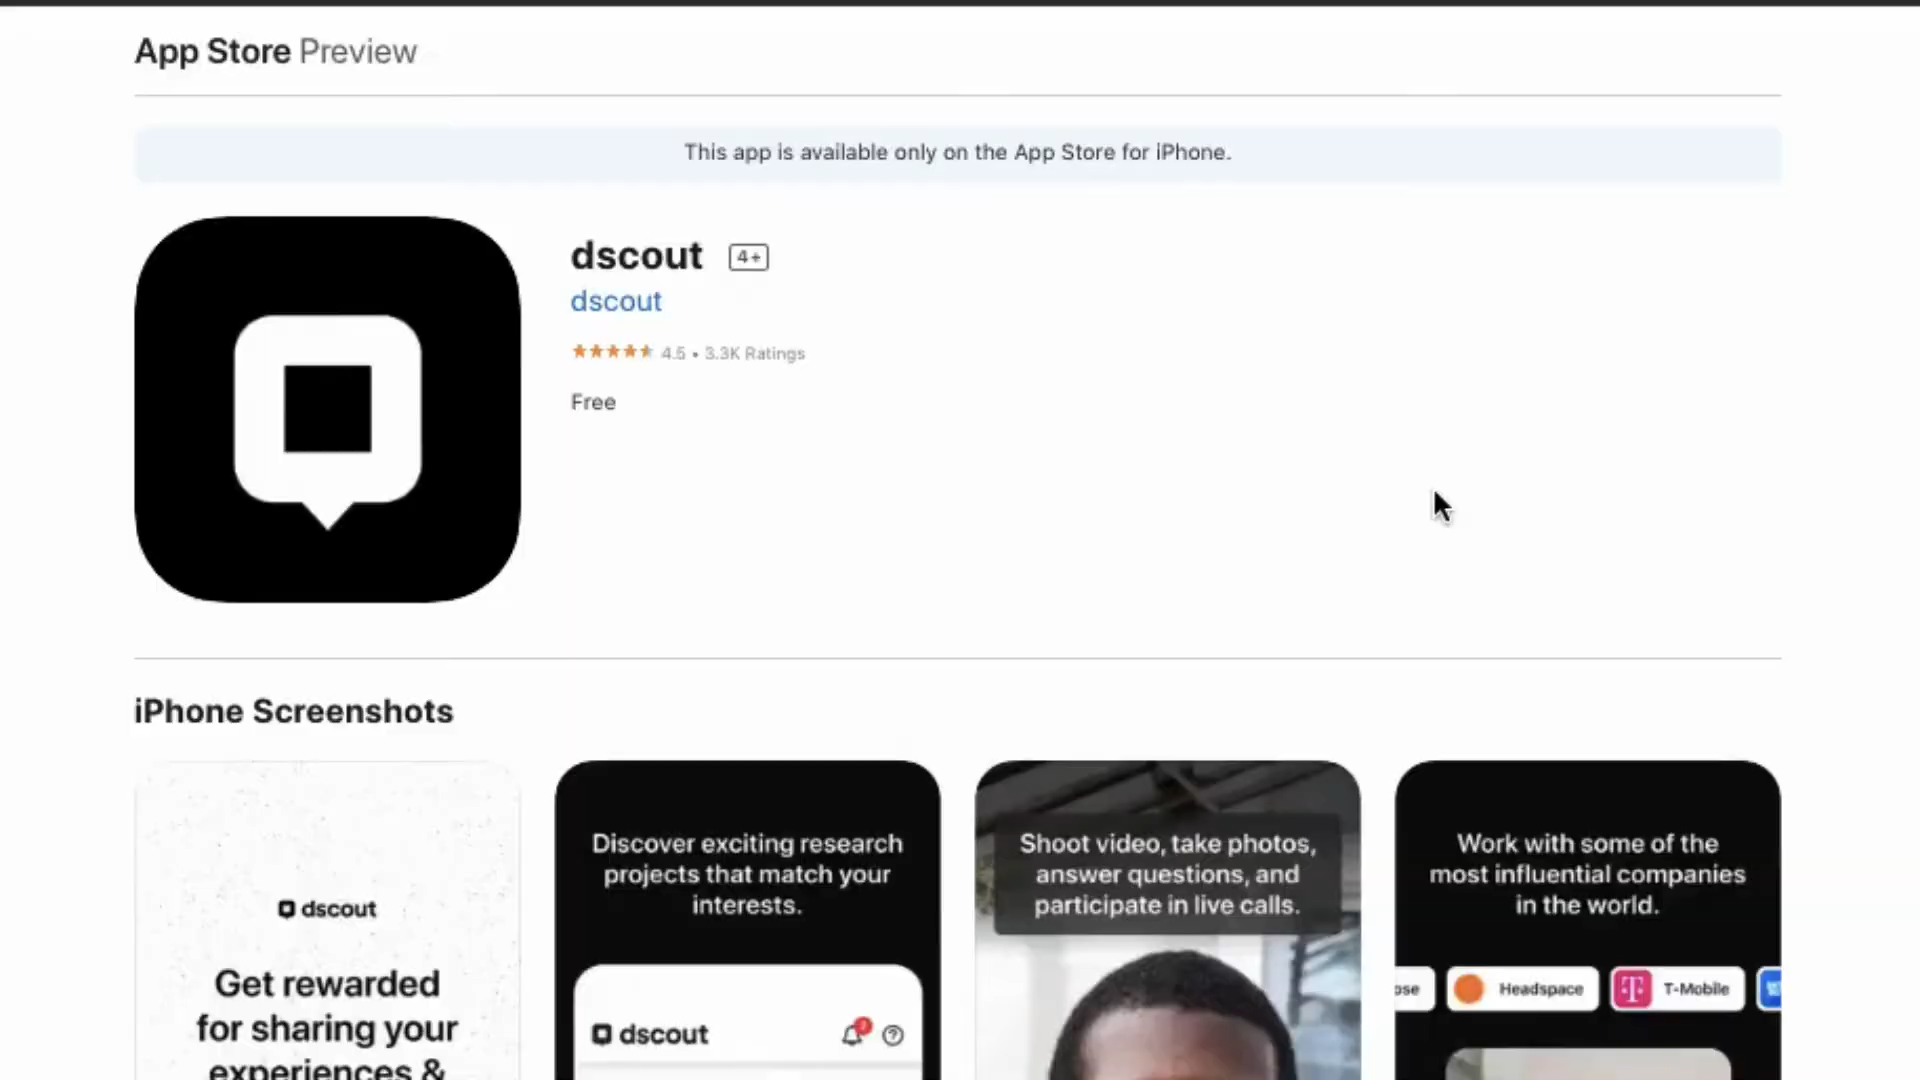 App Store Preview
This app is available only on the App Store for iPhone.
dscout 4+
dscout
4.5 • 3.3K Ratings
Free
iPhone Screenshots
dscout
Get rewarded
for sharing your
experiences &
Discover exciting research
projects that match your
interests.
dscout
Shoot video, take photos,
answer questions, and
participate in live calls.
Work with some of the
most influential companies
in the world.
ose Headspace T-Mobile